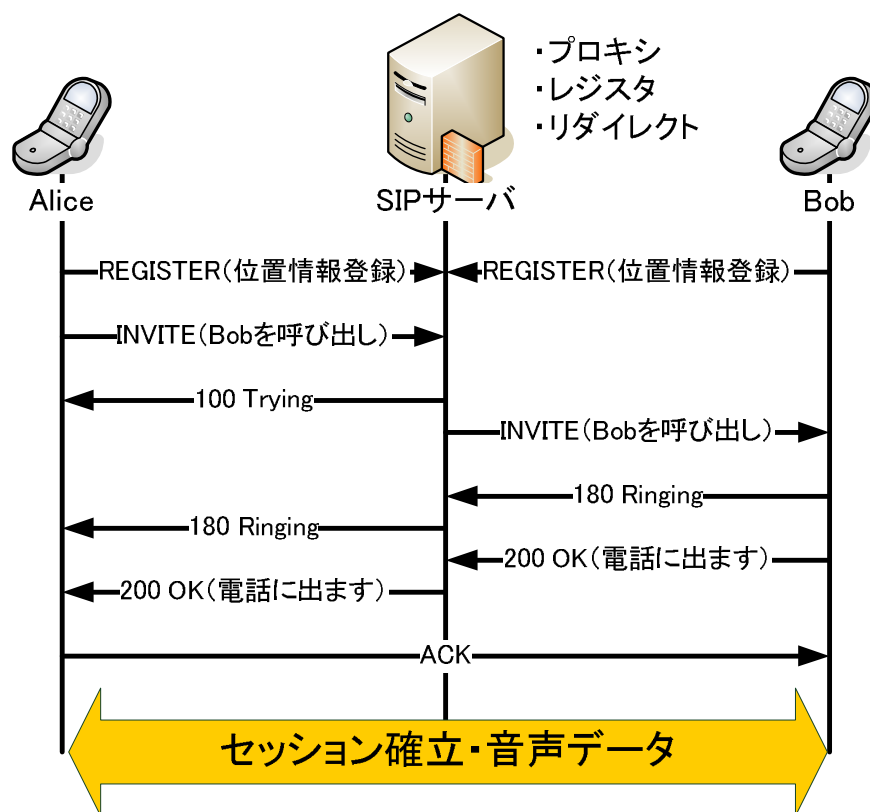 ・プロキシ
・レジスタ
・リダイレクト
Alice
SIPサーバ
Bob
REGISTER(位置情報登録)
REGISTER(位置情報登録)
INVITE(Bobを呼び出し)
100 Trying
INVITE(Bobを呼び出し)
180 Ringing
180 Ringing
200 OK(電話に出ます)
200 OK(電話に出ます)
ACK
セッション確立・音声データ